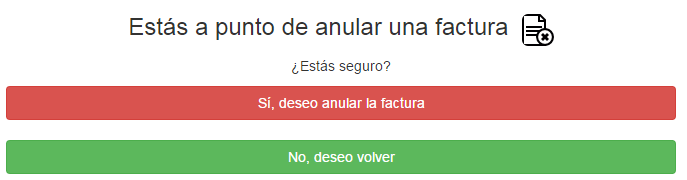 Estás a punto de anular una factura
¿Estás seguro?
Sí, deseo anular la factura
No, deseo volver